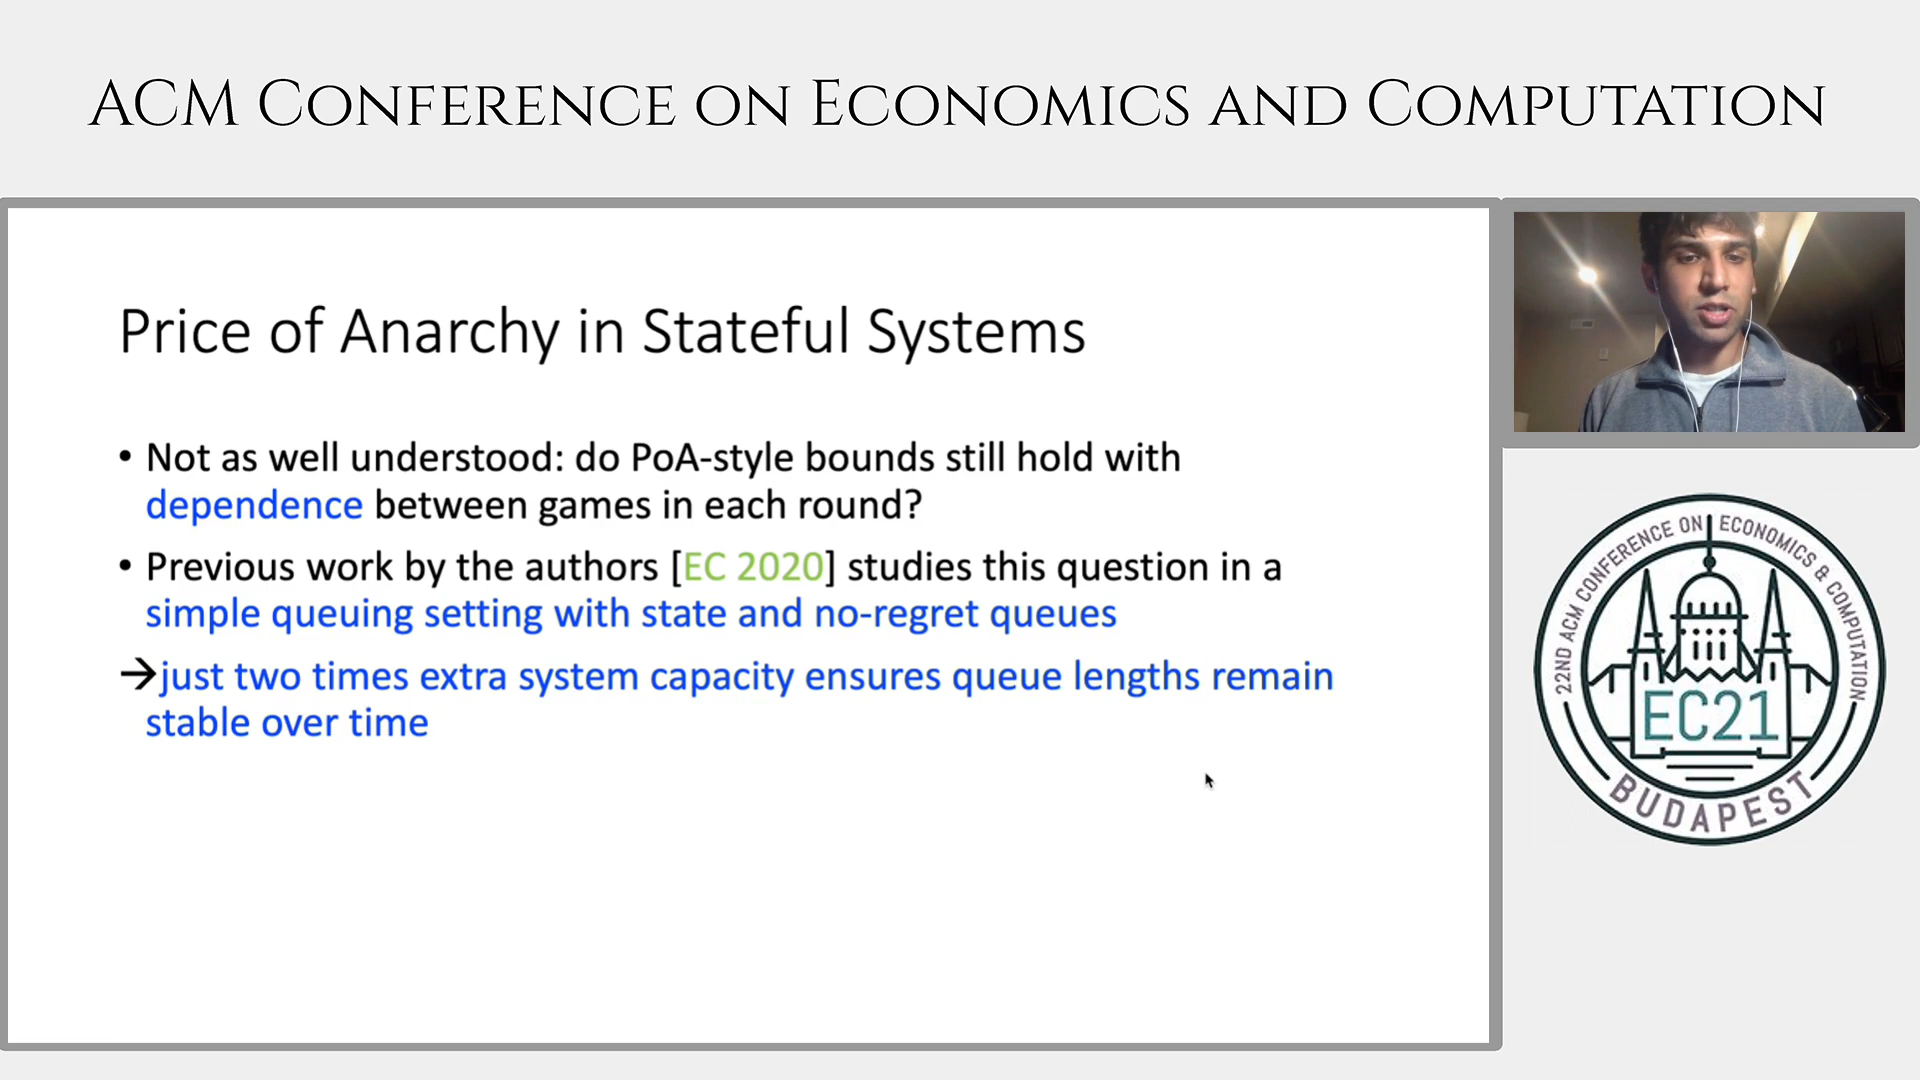 ACM CONFERENCE ON ECONOMICS AND COMPUTATION
Price of Anarchy in Stateful Systems
• Not as well understood: do PoA-style bounds still hold with
dependence between games in each round?
• Previous work by the authors [EC 2020] studies this question in a
simple queuing setting with state and no-regret queues
→just two times extra system capacity ensures queue lengths remain
stable over time
22ND ACM CONFERENCE ON ECONOMICS & COMPUTATION
EC21
BUDAPEST